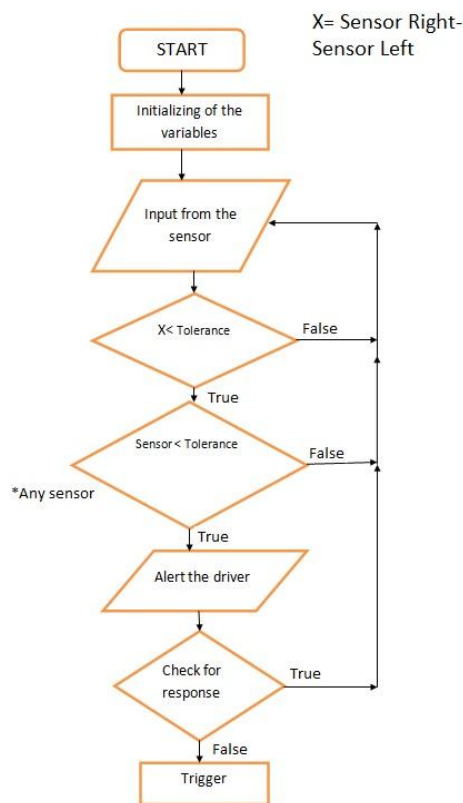 X= Sensor Right-
Sensor Left
START
Initializing of the
variables
Input from the
sensor
X< Tolerance
False
True
Sensor< Tolerance
False
*Any sensor
True
Alert the driver
Check for
response
True
False
Trigger